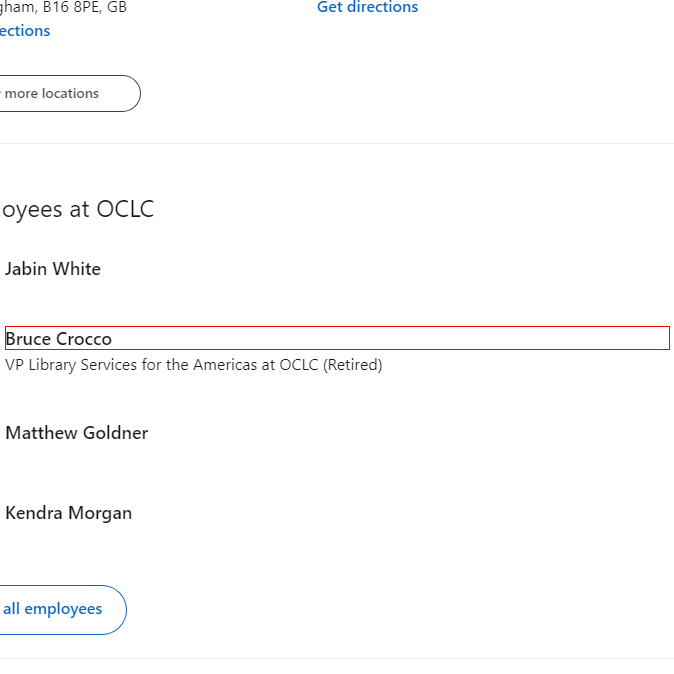 gham, B16 8PE, GB
Get directions
ections
more locations
oyees at OCLC
Jabin White
Bruce Crocco
VP Library Services for the Americas at OCLC (Retired)
Matthew Goldner
Kendra Morgan
all employees